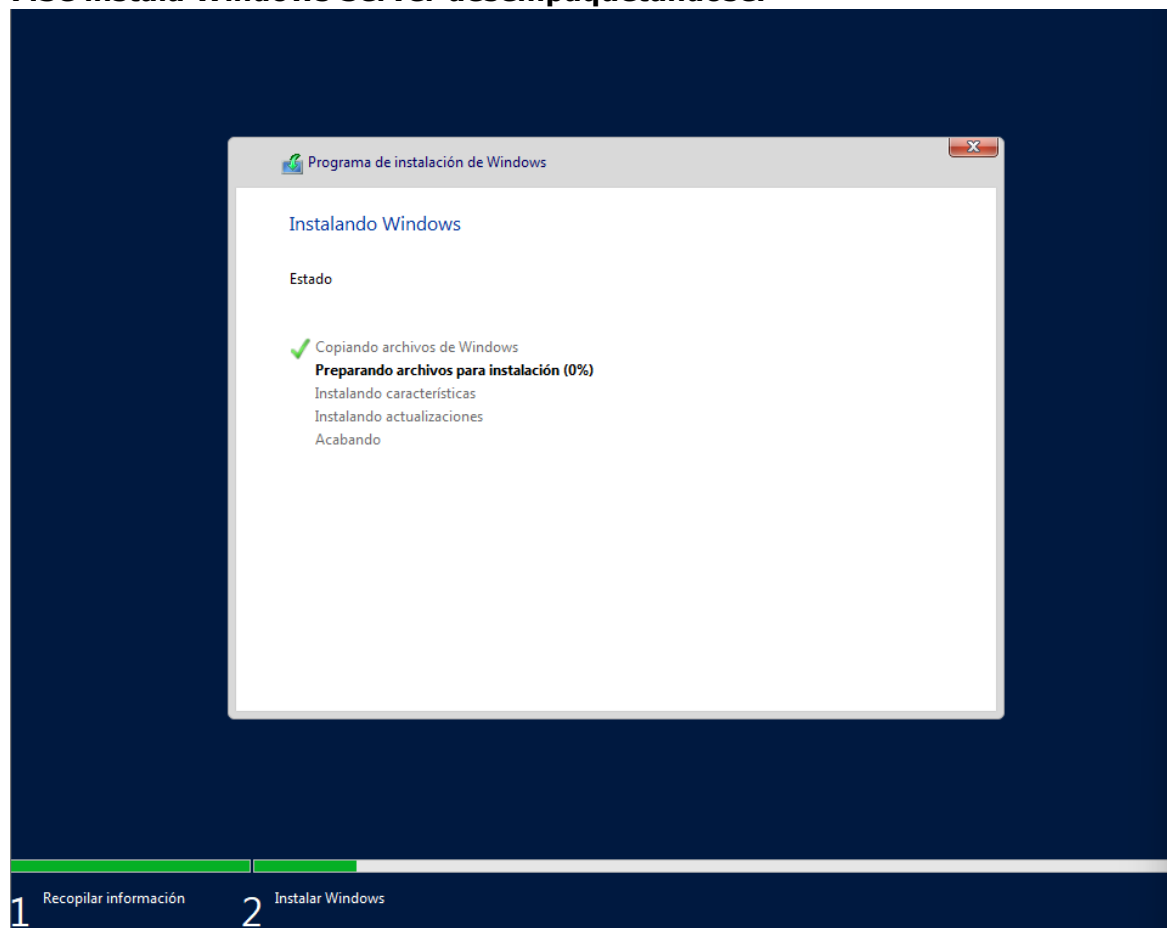 Programa de instalación de Windows
Instalando Windows
Estado
Copiando archivos de Windows
Preparando archivos para instalación (0%)
Instalando características
Instalando actualizaciones
Acabando
1 Recopilar información 2 Instalar Windows